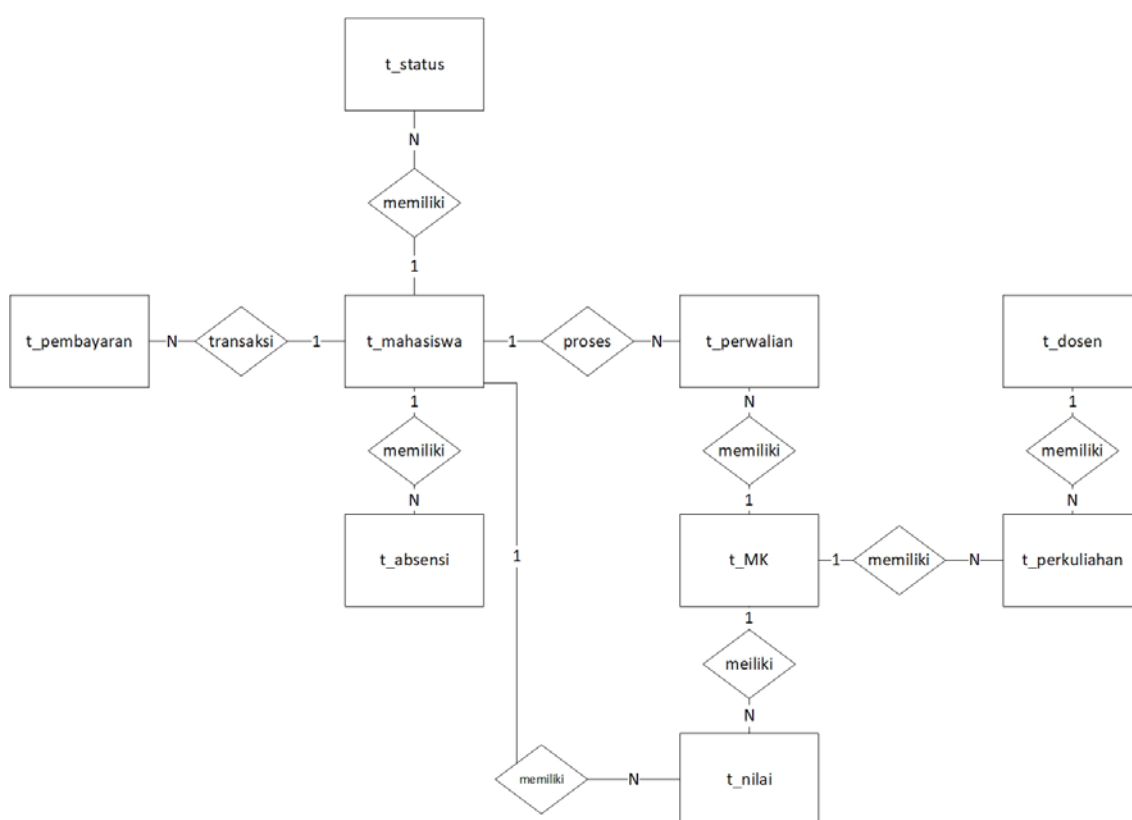 t_status
N
memiliki
1
t_pembayaran N transaksi 1 t_mahasiswa 1 proses N t_perwalian t_dosen
1 N 1
memiliki memiliki memiliki
N 1 N
t_absensi 1 t_MK 1 memiliki N t_perkuliahan
1
meiliki
N
memiliki N t_nilai